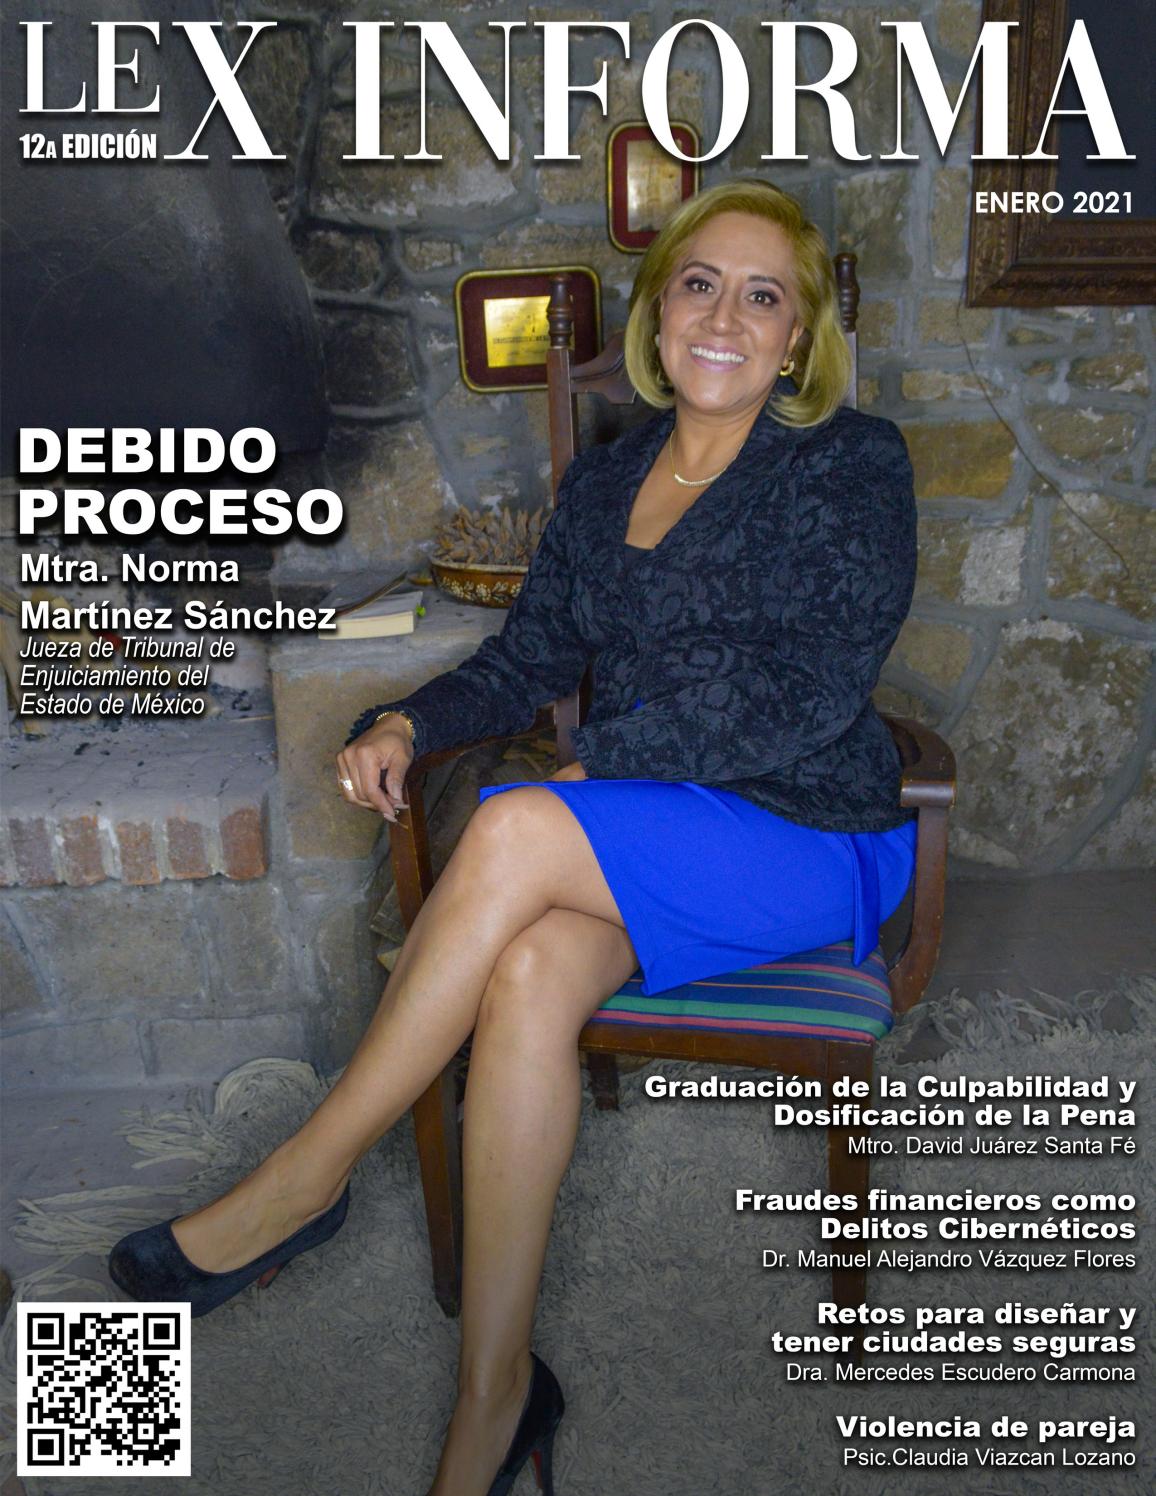 LEX INFORMA
12A EDICIÓN
ENERO 2021
DEBIDO
PROCESO
Mtra. Norma
Martínez Sánchez
Jueza de Tribunal de
Enjuiciamiento del
Estado de México
Graduación de la Culpabilidad y
Dosificación de la Pena
Mtro. David Juárez Santa Fé
Fraudes financieros como
Delitos Cibernéticos
Dr. Manuel Alejandro Vázquez Flores
Retos para diseñar y
tener ciudades seguras
Dra. Mercedes Escudero Carmona
Violencia de pareja
Psic.Claudia Viazcan Lozano